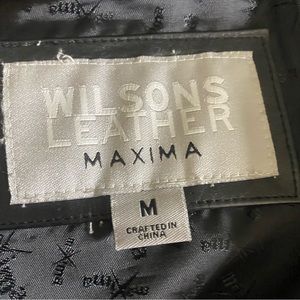 WILSONS
LEATHER
MAXIMA
M
CRAFTED IN
CHINA